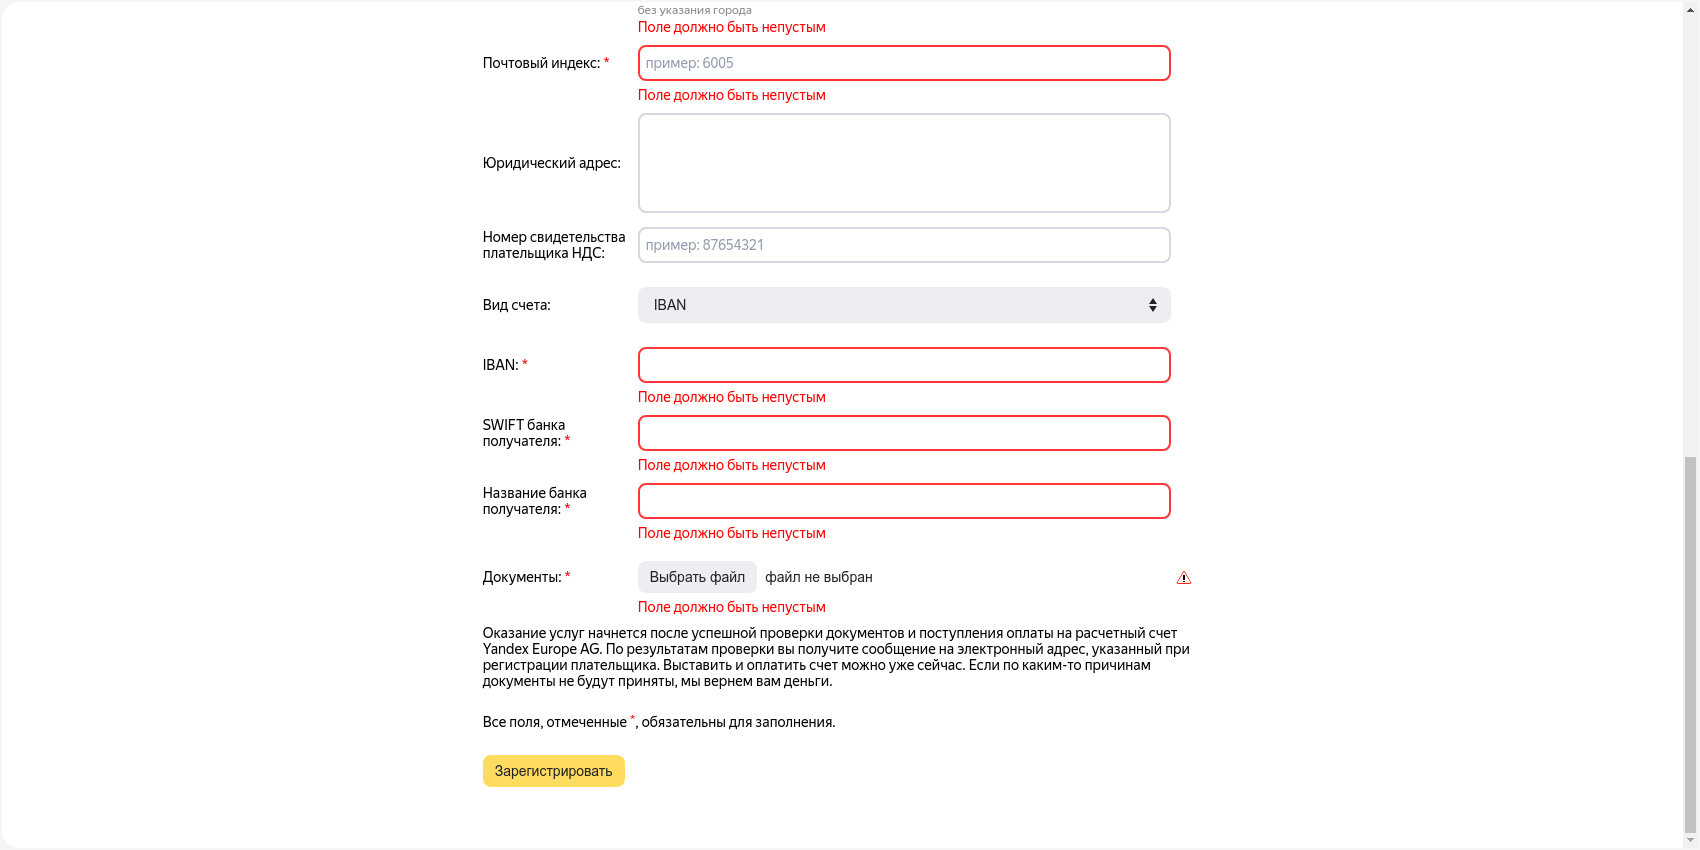 без указания города
Поле должно быть непустым
Почтовый индекс: *
пример: 6005
Поле должно быть непустым
Юридический адрес:
Номер свидетельства
плательщика НДС:
пример: 87654321
Вид счета:
IBAN
IBAN: *
Поле должно быть непустым
SWIFT банка
получателя: *
Поле должно быть непустым
Название банка
получателя: *
Поле должно быть непустым
Документы: *
Выбрать файл
файл не выбран
Поле должно быть непустым
Оказание услуг начнется после успешной проверки документов и поступления оплаты на расчетный счет
Yandex Europe AG. По результатам проверки вы получите сообщение на электронный адрес, указанный при
регистрации плательщика. Выставить и оплатить счет можно уже сейчас. Если по каким-то причинам
документы не будут приняты, мы вернем вам деньги.
Все поля, отмеченные *, обязательны для заполнения.
Зарегистрировать